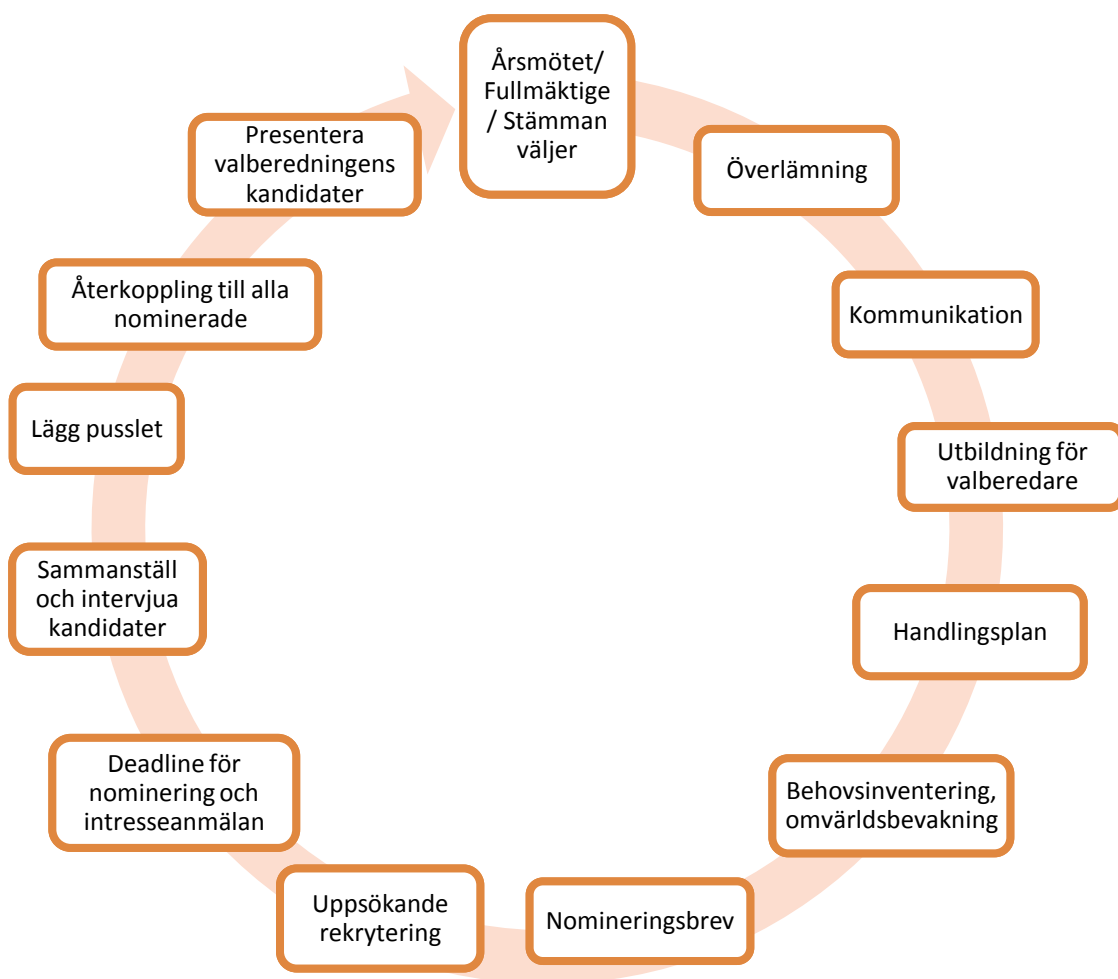 Årsmötet/
Fullmäktige
/ Stämman
väljer
Överlämning
Kommunikation
Utbildning för
valberedare
Handlingsplan
Behovsinventering,
omvärldsbevakning
Nomineringsbrev
Uppsökande
rekrytering
Deadline för
nominering och
intresseanmälan
Sammanställ
och intervjua
kandidater
Lägg pusslet
Återkoppling till alla
nominerade
Presentera
valberedningens
kandidater